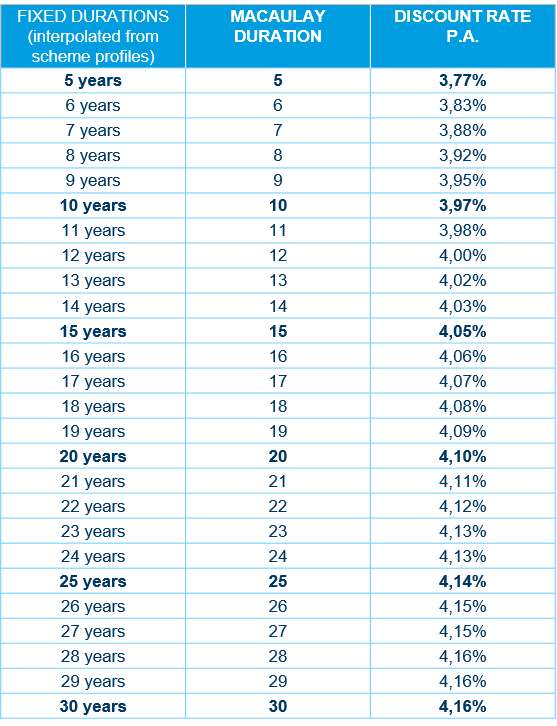 FIXED DURATIONS (interpolated from scheme profiles) MACAULAY DURATION DISCOUNT RATE P.A.
5 years 5 3,77%
6 years 6 3,83%
7 years 7 3,88%
8 years 8 3,92%
9 years 9 3,95%
10 years 10 3,97%
11 years 11 3,98%
12 years 12 4,00%
13 years 13 4,02%
14 years 14 4,03%
15 years 15 4,05%
16 years 16 4,06%
17 years 17 4,07%
18 years 18 4,08%
19 years 19 4,09%
20 years 20 4,10%
21 years 21 4,11%
22 years 22 4,12%
23 years 23 4,13%
24 years 24 4,13%
25 years 25 4,14%
26 years 26 4,15%
27 years 27 4,15%
28 years 28 4,16%
29 years 29 4,16%
30 years 30 4,16%